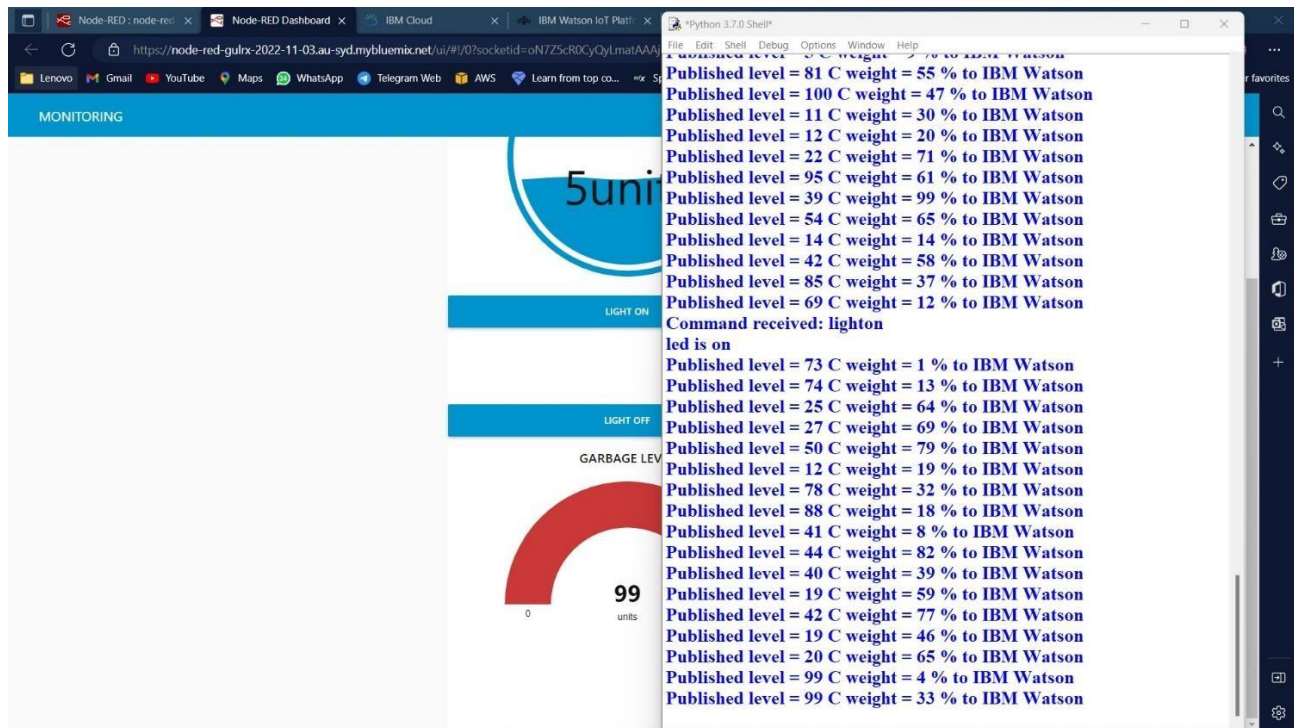 Node-RED : node-red
Node-RED Dashboard
IBM Cloud
IBM Watson IoT Platf
https://node-red-gulrx-2022-11-03.au-syd.mybluemix.net/ui/#!/0?socketid=
Lenovo
Gmail
YouTube
Maps
WhatsApp
Telegram Web
AWS
Learn from top co...
favorites
MONITORING
5unit
LIGHT ON
LIGHT OFF
GARBAGE LEV
99
0
units
*Python 3.7.0 Shell*
File Edit Shell Debug Options Window Help
Published level = 81 C weight = 55 % to IBM Watson
Published level = 100 C weight = 47 % to IBM Watson
Published level = 11 C weight = 30 % to IBM Watson
Published level = 12 C weight = 20 % to IBM Watson
Published level = 22 C weight = 71 % to IBM Watson
Published level = 95 C weight = 61 % to IBM Watson
Published level = 39 C weight = 99 % to IBM Watson
Published level = 54 C weight = 65 % to IBM Watson
Published level = 14 C weight = 14 % to IBM Watson
Published level = 42 C weight = 58 % to IBM Watson
Published level = 85 C weight = 37 % to IBM Watson
Published level = 69 C weight = 12 % to IBM Watson
Command received: lighton
led is on
Published level = 73 C weight = 1 % to IBM Watson
Published level = 74 C weight = 13 % to IBM Watson
Published level = 25 C weight = 64 % to IBM Watson
Published level = 27 C weight = 69 % to IBM Watson
Published level = 50 C weight = 79 % to IBM Watson
Published level = 12 C weight = 19 % to IBM Watson
Published level = 78 C weight = 32 % to IBM Watson
Published level = 88 C weight = 18 % to IBM Watson
Published level = 41 C weight = 8 % to IBM Watson
Published level = 44 C weight = 82 % to IBM Watson
Published level = 40 C weight = 39 % to IBM Watson
Published level = 19 C weight = 59 % to IBM Watson
Published level = 42 C weight = 77 % to IBM Watson
Published level = 19 C weight = 46 % to IBM Watson
Published level = 20 C weight = 65 % to IBM Watson
Published level = 99 C weight = 4 % to IBM Watson
Published level = 99 C weight = 33 % to IBM Watson